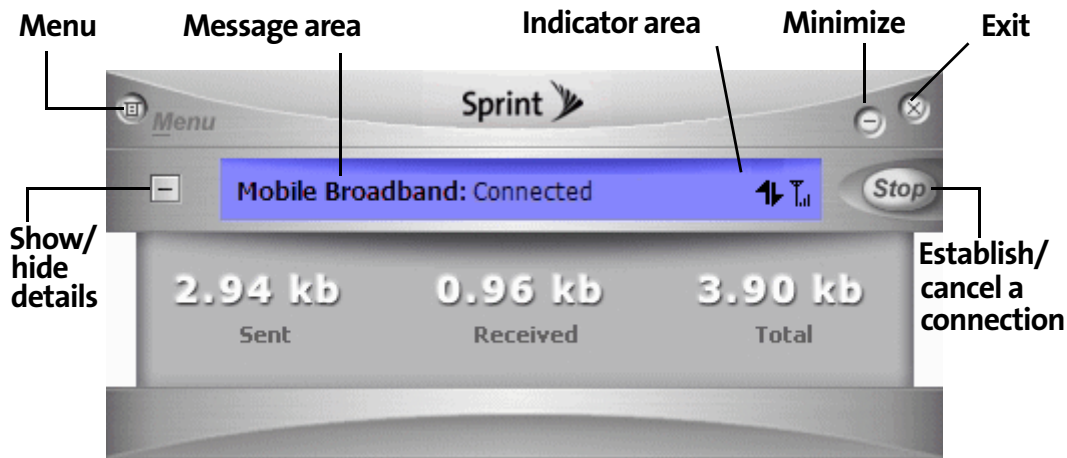 Menu Message area Indicator area Minimize Exit
Sprint
Menu
Mobile Broadband: Connected
Stop
Show/
hide
details
Establish/
cancel a
connection
2.94 kb 0.96 kb 3.90 kb
Sent Received Total